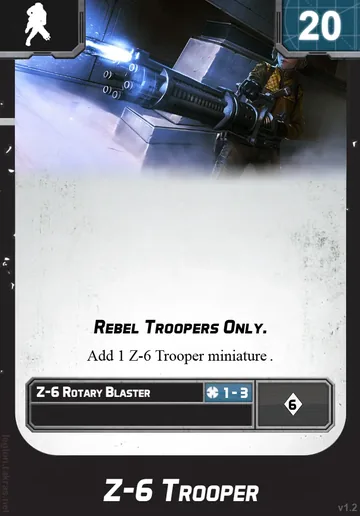 20
Rebel Troopers Only.
Add 1 Z-6 Trooper miniature .
Z-6 Rotary Blaster 1 - 3
6
Z-6 Trooper
v1.2